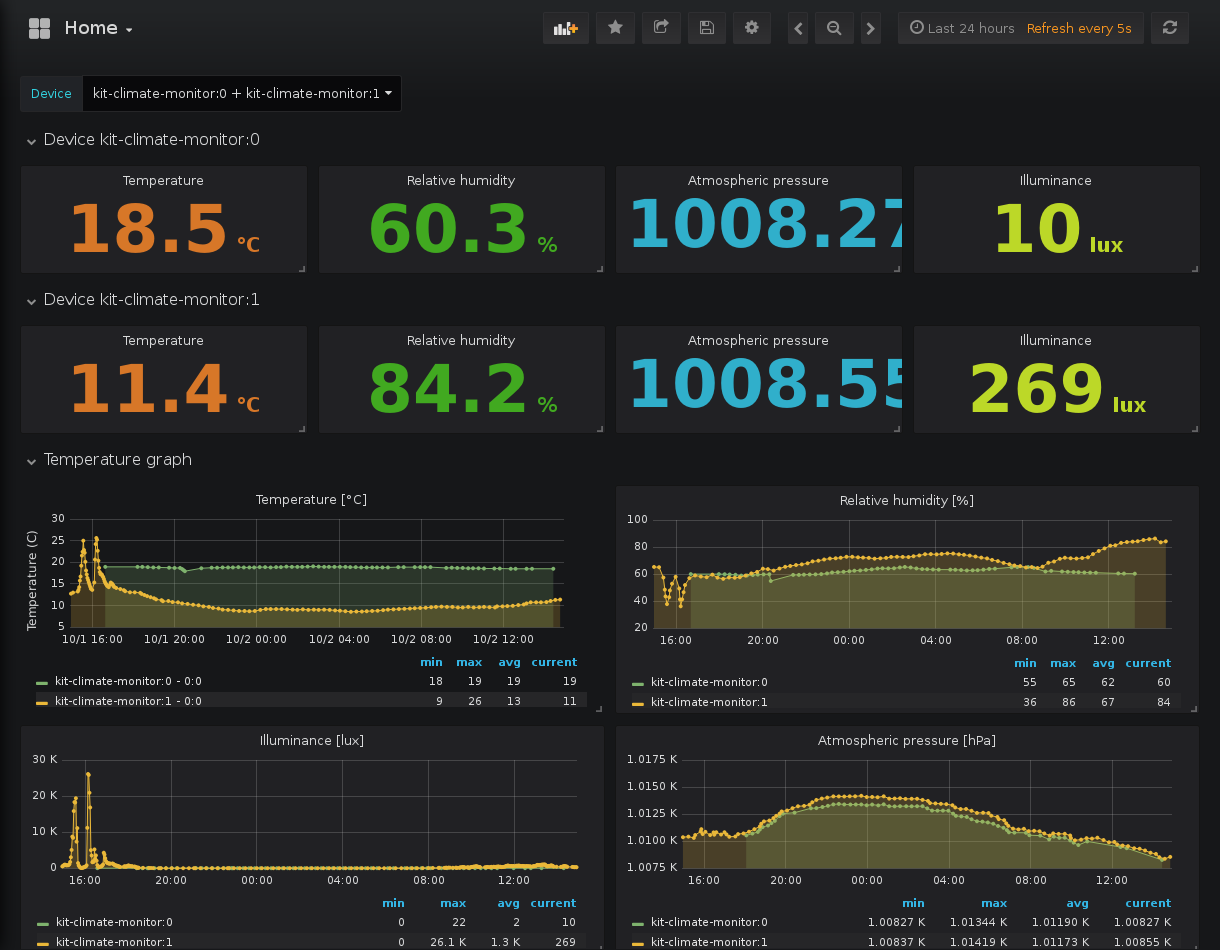 Home
Last 24 hours Refresh every 5s
Device kit-climate-monitor:0 + kit-climate-monitor:1
Device kit-climate-monitor:0
Temperature Relative humidity Atmospheric pressure Illuminance
18.5 °C 60.3 % 1008.27 10 lux
Device kit-climate-monitor:1
Temperature Relative humidity Atmospheric pressure Illuminance
11.4 °C 84.2 % 1008.55 269 lux
Temperature graph
Temperature [°C]
Temperature (C)
30
25
20
15
10
5
10/1 16:00 10/1 20:00 10/2 00:00 10/2 04:00 10/2 08:00 10/2 12:00
min max avg current
kit-climate-monitor:0 - 0:0 18 19 19 19
kit-climate-monitor:1 - 0:0 9 26 13 11
Relative humidity [%]
100
80
60
40
20
16:00 20:00 00:00 04:00 08:00 12:00
min max avg current
kit-climate-monitor:0 55 65 62 60
kit-climate-monitor:1 36 86 67 84
Illuminance [lux]
30 K
20 K
10 K
0
16:00 20:00 00:00 04:00 08:00 12:00
min max avg current
kit-climate-monitor:0 0 22 2 10
kit-climate-monitor:1 0 26.1 K 1.3 K 269
Atmospheric pressure [hPa]
1.0175 K
1.0150 K
1.0125 K
1.0100 K
1.0075 K
16:00 20:00 00:00 04:00 08:00 12:00
min max avg current
kit-climate-monitor:0 1.00827 K 1.01344 K 1.01190 K 1.00827 K
kit-climate-monitor:1 1.00837 K 1.01419 K 1.01173 K 1.00855 K